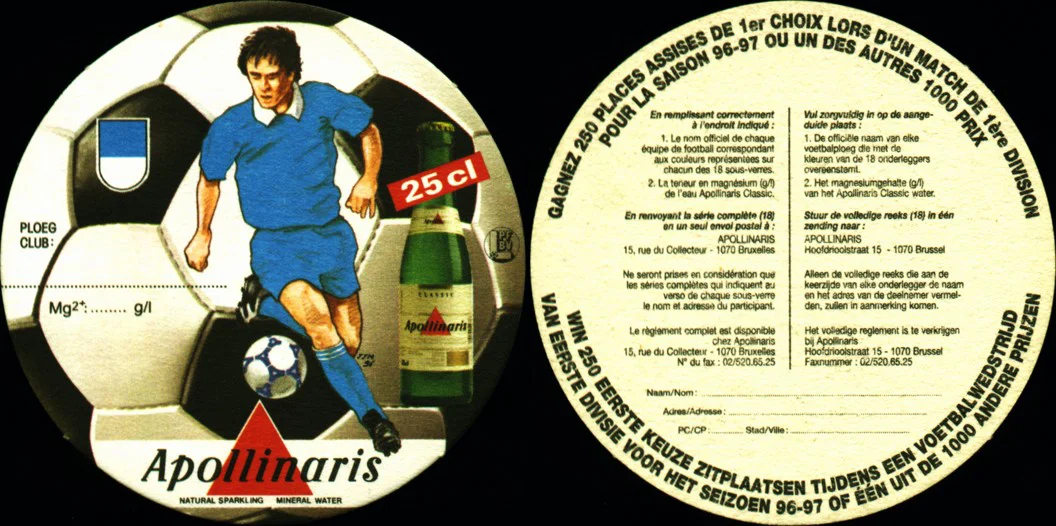 25 cl
PLOEG
CLUB:
Mg2+: ........ g/l
CLASSIC
Apollinaris
Apollinaris
NATURAL SPARKLING MINERAL WATER
GAGNEZ 250 PLACES ASSISES DE 1er CHOIX LORS D'UN MATCH DE 1ère DIVISION
POUR LA SAISON 96-97 OU UN DES AUTRES 1000 PRIX
En remplissant correctement
à l'endroit indiqué :
1. Le nom officiel de chaque
équipe de football correspondant
aux couleurs représentées sur
chacun des 18 sous-verres.
2. La teneur en magnésium (g/l)
de l'eau Apollinaris Classic.
En renvoyant la série complète (18)
en un seul envoi postal à :
APOLLINARIS
15, rue du Collecteur - 1070 Bruxelles
Ne seront prises en considération que
les séries complètes qui indiquent au
verso de chaque sous-verre
le nom et adresse du participant.
Le règlement complet est disponible
chez Apollinaris
15, rue du Collecteur - 1070 Bruxelles
N° du fax : 02/520.65.25
Vul zorgvuldig in op de aange-
duide plaats :
1. De officiële naam van elke
voetbalploeg die met de
kleuren van de 18 onderleggers
overeenstemt.
2. Het magnesiumgehalte (g/l)
van het Apollinaris Classic water.
Stuur de volledige reeks (18) in één
zending naar :
APOLLINARIS
Hoofdrioolstraat 15 - 1070 Brussel
Alleen de volledige reeks die aan de
keerzijde van elke onderlegger de naam
en het adres van de deelnemer vermel-
den, zullen in aanmerking komen.
Het volledige reglement is te verkrijgen
bij Apollinaris
Hoofdrioolstraat 15 - 1070 Brussel
Faxnummer : 02/520.65.25
Naam/Nom :
Adres/Adresse :
PC/CP : Stad/Ville :
WIN 250 EERSTE KEUZE ZITPLAATSEN TIJDENS EEN VOETBALWEDSTRIJD
VAN EERSTE DIVISIE VOOR HET SEIZOEN 96-97 OF ÉÉN UIT DE 1000 ANDERE PRIJZEN